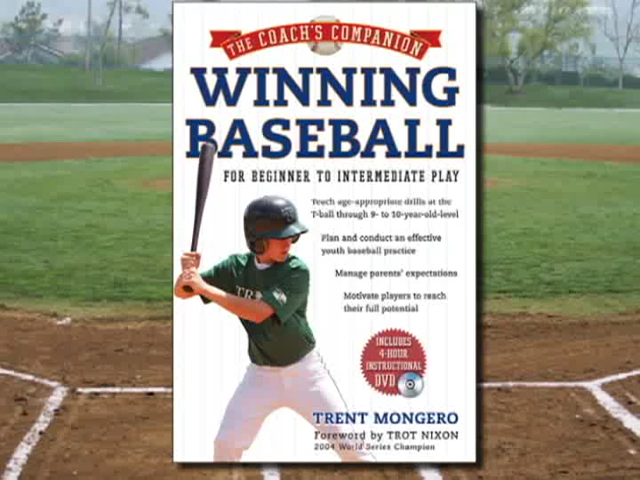 THE COACH'S COMPANION
WINNING
BASEBALL
FOR BEGINNER TO INTERMEDIATE PLAY
Teach age-appropriate drills at the
T-ball through 9- to 10-year-old-level
Plan and conduct an effective
youth baseball practice
Manage parents' expectations
Motivate players to reach
their full potential
INCLUDES
4-HOUR
INSTRUCTIONAL
DVD
TRENT MONGERO
Foreword by TROT NIXON
2004 World Series Champion